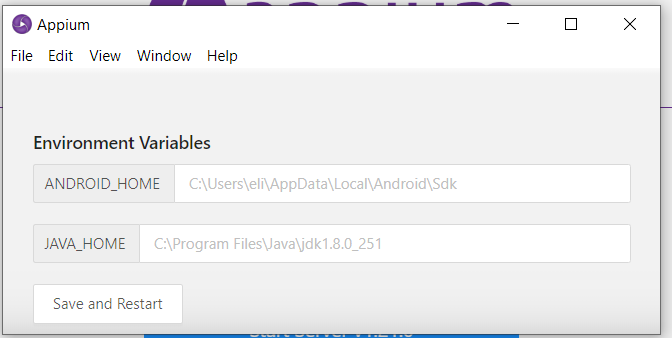 Appium
File Edit View Window Help
Environment Variables
ANDROID_HOME C:\Users\eli\AppData\Local\Android\Sdk
JAVA_HOME C:\Program Files\Java\jdk1.8.0_251
Save and Restart